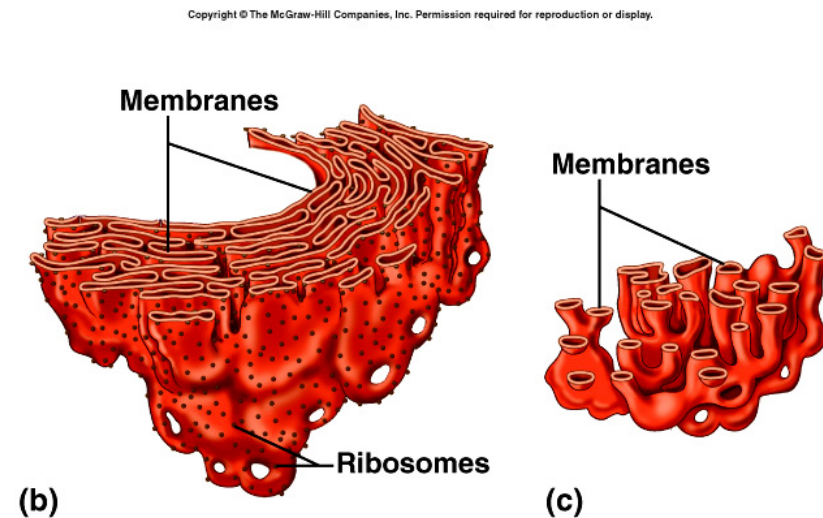 Copyright © The McGraw-Hill Companies, Inc. Permission required for reproduction or display.
Membranes
Membranes
Ribosomes
(b)
(c)